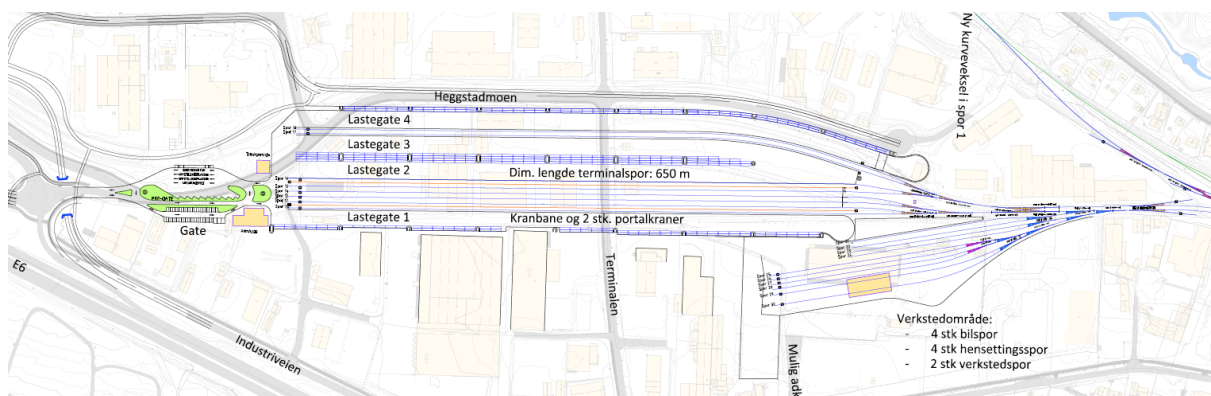 Ny kurveveksel i spor 1
Heggstadmoen
Lastegate 4
Lastegate 3
Lastegate 2
Dim. lengde terminalspor: 650 m
Lastegate 1
Kranbane og 2 stk. portalkraner
Gate
E6
Industriveien
Terminalen
Mulig adk
Verkstedområde:
- 4 stk bilspor
- 4 stk hensettingsspor
- 2 stk verkstedspor